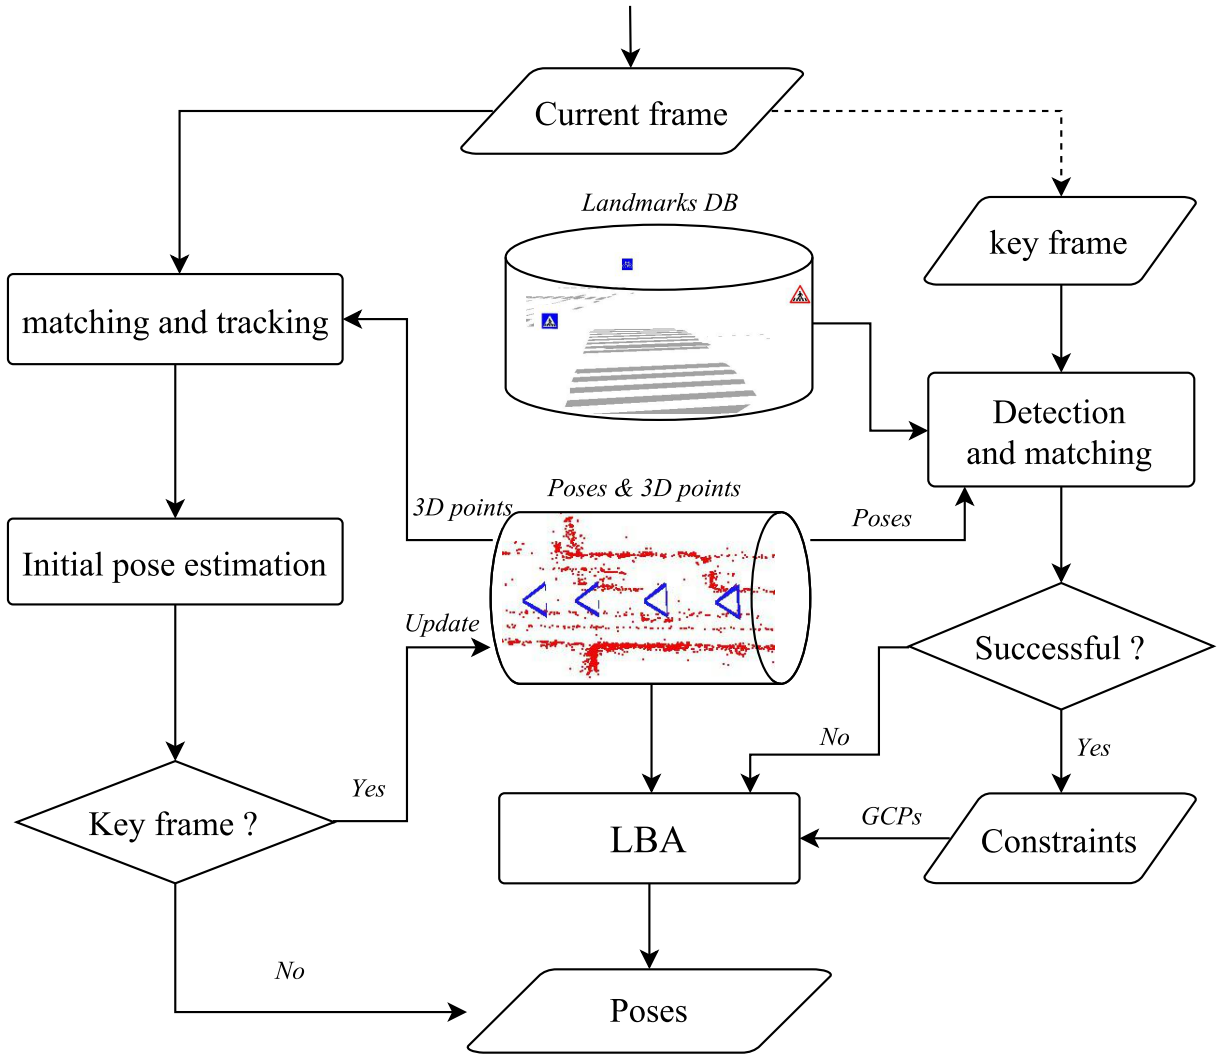 Current frame
Landmarks DB
key frame
matching and tracking
Detection
and matching
Poses & 3D points
3D points
Poses
Initial pose estimation
Update
Successful ?
No
Yes
Yes
Key frame ?
GCPs
LBA
Constraints
No
Poses